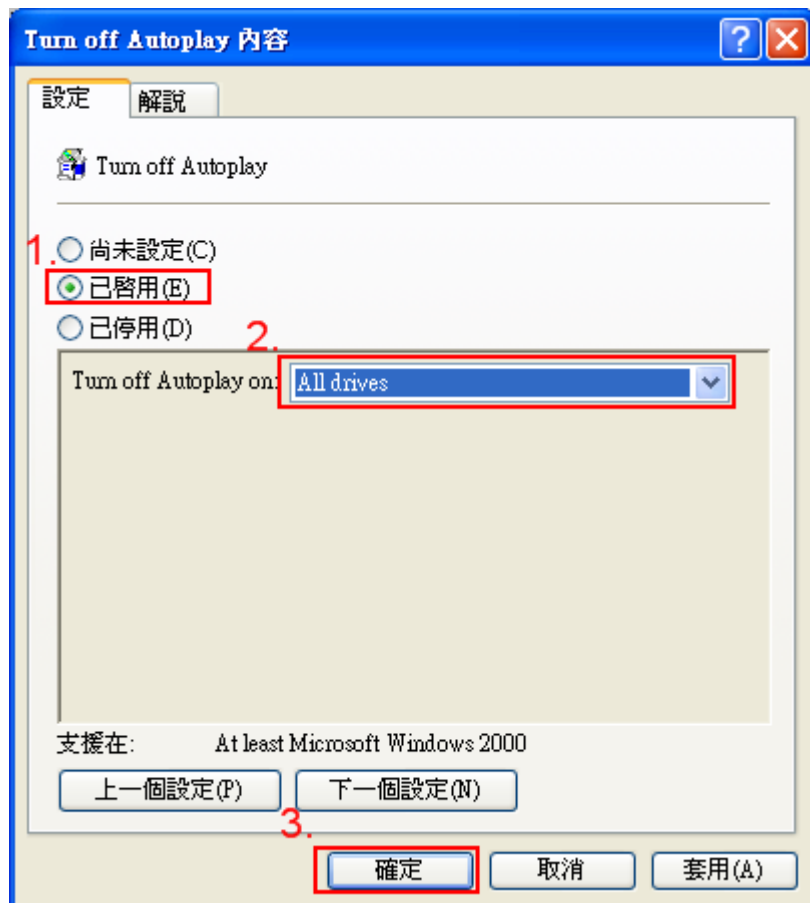 Turn off Autoplay 內容
設定 解說
Turn off Autoplay
1.
尚未設定(C)
已啓用(E)
已停用(D)
2.
Turn off Autoplay on: All drives
支援在: At least Microsoft Windows 2000
上一個設定(P) 下一個設定(N)
3.
確定 取消 套用(A)